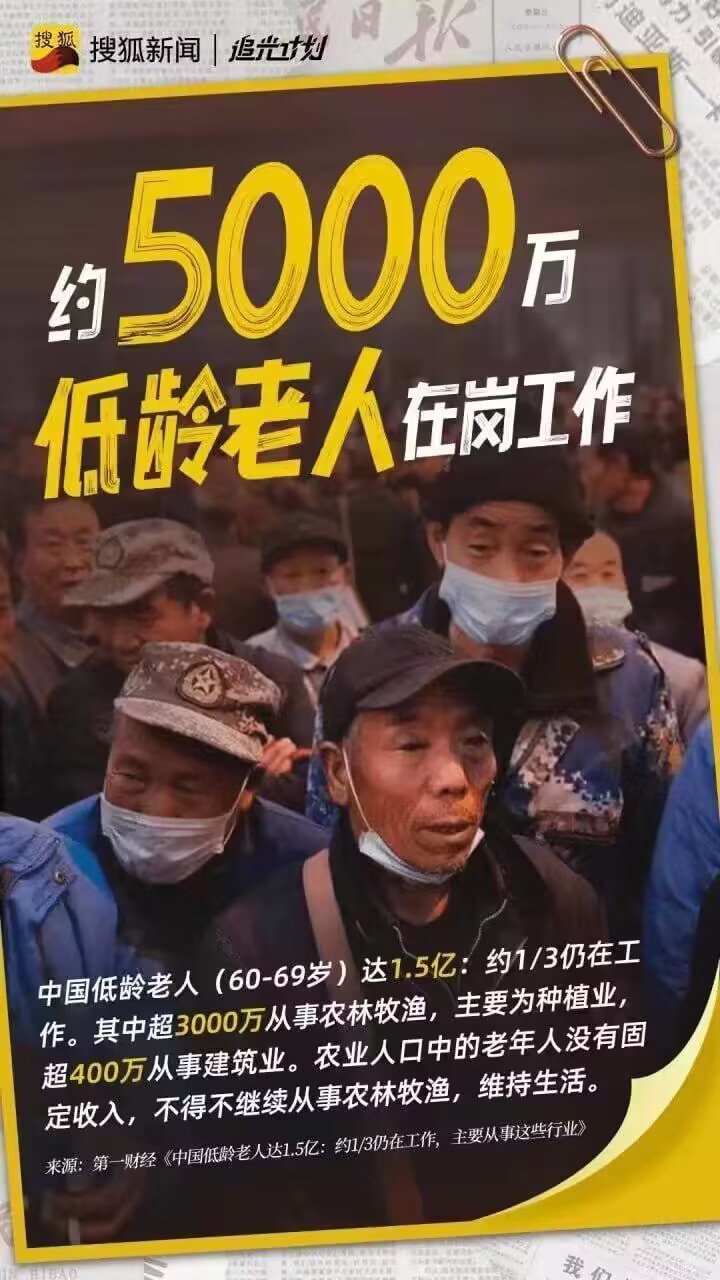 搜狐 搜狐新闻 | 追光计划
约5000万
低龄老人在岗工作
中国低龄老人（60-69岁）达1.5亿：约1/3仍在工
作。其中超3000万从事农林牧渔，主要为种植业，
超400万从事建筑业。农业人口中的老年人没有固
定收入，不得不继续从事农林牧渔，维持生活。
来源：第一财经《中国低龄老人达1.5亿：约1/3仍在工作，主要从事这些行业》